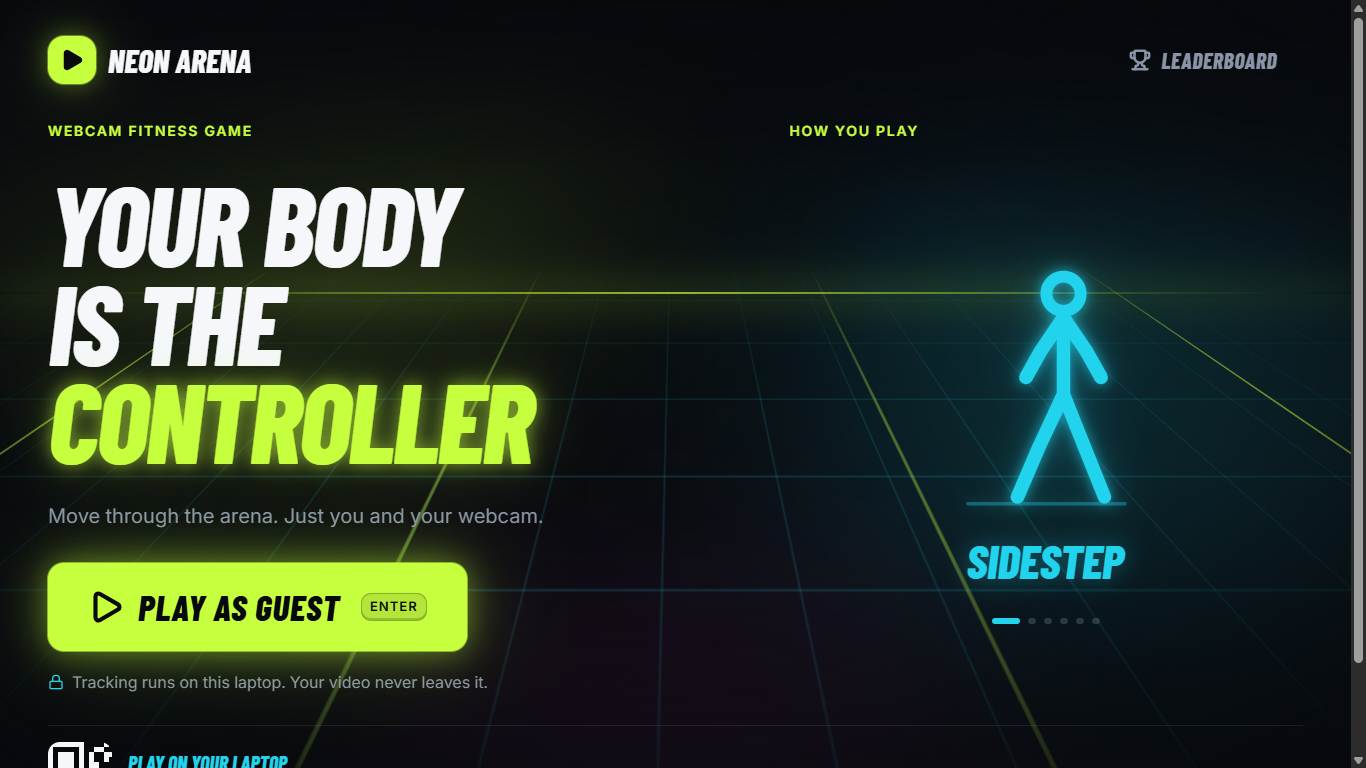 NEON ARENA
LEADERBOARD
WEBCAM FITNESS GAME
HOW YOU PLAY
YOUR BODY
IS THE
CONTROLLER
Move through the arena. Just you and your webcam.
SIDESTEP
PLAY AS GUEST ENTER
Tracking runs on this laptop. Your video never leaves it.
PLAY ON YOUR LAPTOP